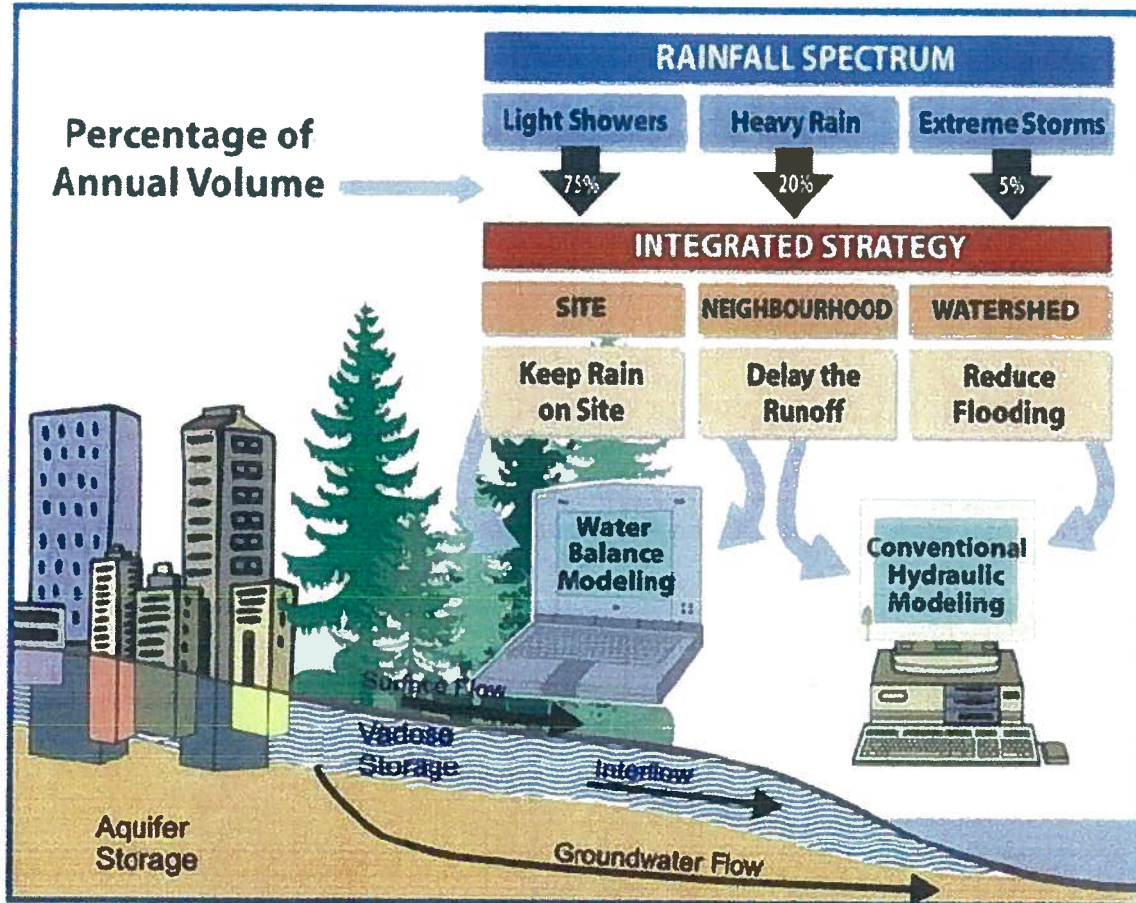 RAINFALL SPECTRUM
Percentage of
Annual Volume
Light Showers
Heavy Rain
Extreme Storms
75%
20%
5%
INTEGRATED STRATEGY
SITE
NEIGHBOURHOOD
WATERSHED
Keep Rain
on Site
Delay the
Runoff
Reduce
Flooding
Water
Balance
Modeling
Conventional
Hydraulic
Modeling
Surface Flow
Vadose
Storage
Interflow
Aquifer
Storage
Groundwater Flow